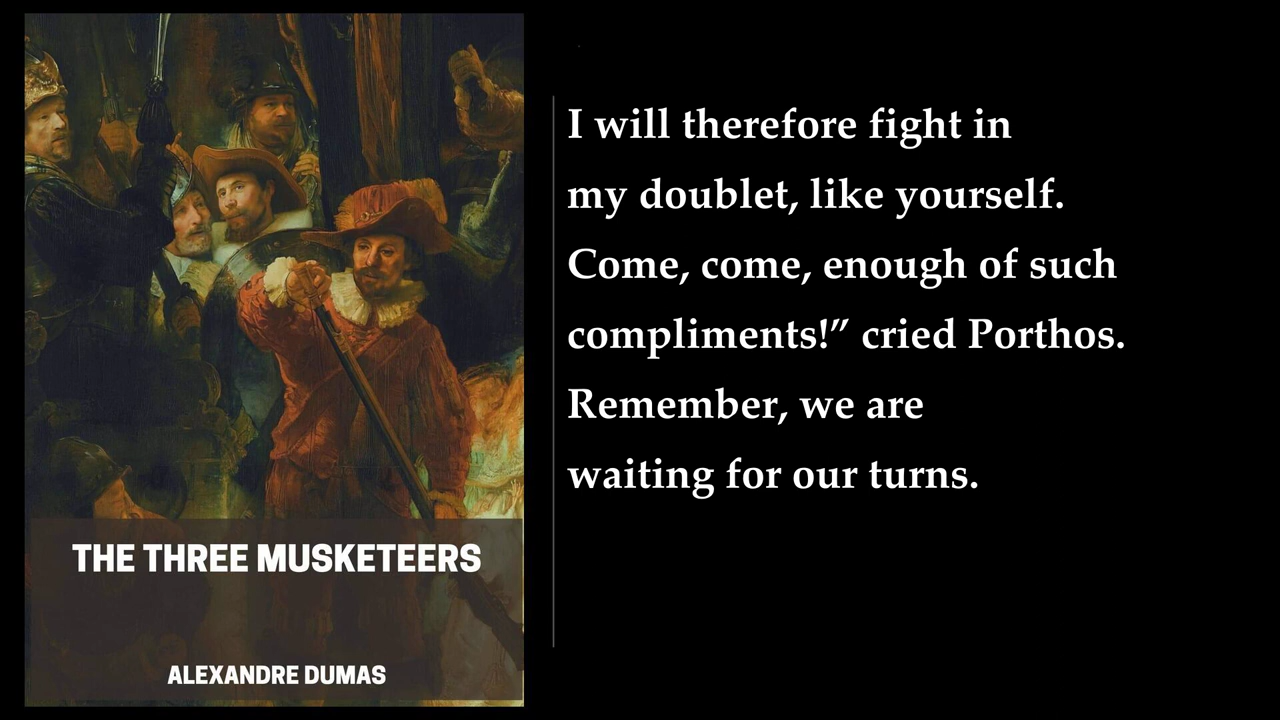 THE THREE MUSKETEERS
ALEXANDRE DUMAS
I will therefore fight in
my doublet, like yourself.
Come, come, enough of such
compliments!” cried Porthos.
Remember, we are
waiting for our turns.